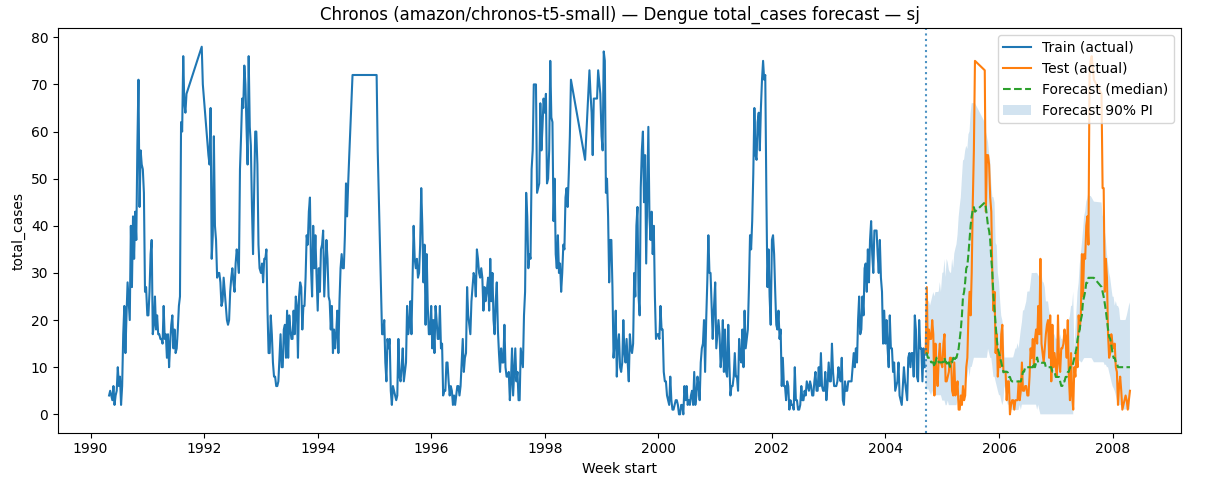 Chronos (amazon/chronos-t5-small) — Dengue total_cases forecast — sj
80
70
60
50
40
30
20
10
0
total_cases
Train (actual)
Test (actual)
Forecast (median)
Forecast 90% PI
1990 1992 1994 1996 1998 2000 2002 2004 2006 2008
Week start